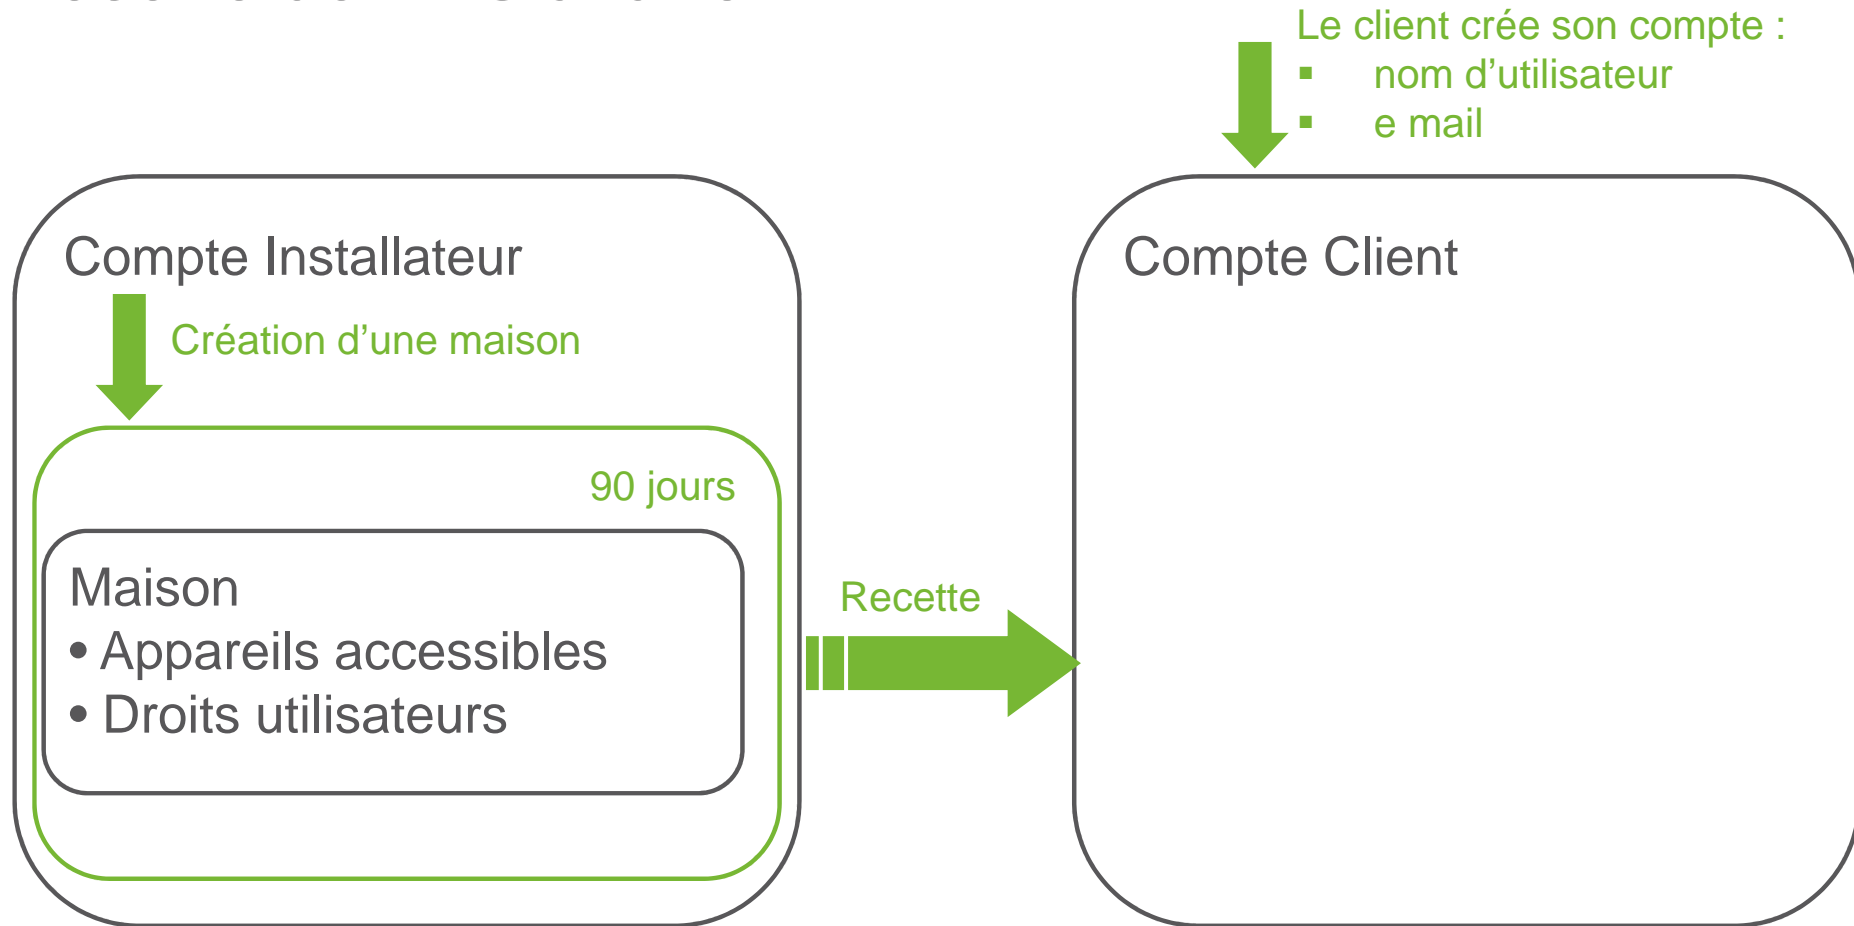 Le client crée son compte :
▪ nom d’utilisateur
▪ e mail
Compte Installateur
Création d’une maison
90 jours
Maison
• Appareils accessibles
• Droits utilisateurs
Recette
Compte Client